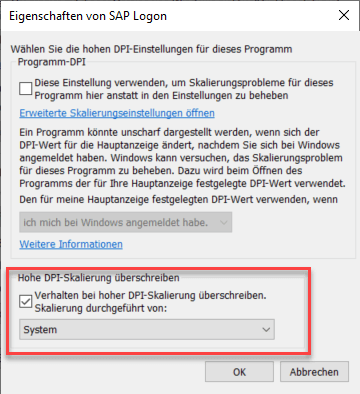 Eigenschaften von SAP Logon
Wählen Sie die hohen DPI-Einstellungen für dieses Programm
Programm-DPI
Diese Einstellung verwenden, um Skalierungsprobleme für dieses
Programm hier anstatt in den Einstellungen zu beheben
Erweiterte Skalierungseinstellungen öffnen
Ein Programm könnte unscharf dargestellt werden, wenn sich der
DPI-Wert für die Hauptanzeige ändert, nachdem Sie sich bei Windows
angemeldet haben. Windows kann versuchen, das Skalierungsproblem
für dieses Programm zu beheben. Dazu wird beim Öffnen des
Programms der für Ihre Hauptanzeige festgelegte DPI-Wert verwendet.
Den für meine Hauptanzeige festgelegten DPI-Wert verwenden, wenn
ich mich bei Windows angemeldet habe.
Weitere Informationen
Hohe DPI-Skalierung überschreiben
Verhalten bei hoher DPI-Skalierung überschreiben.
Skalierung durchgeführt von:
System
OK
Abbrechen